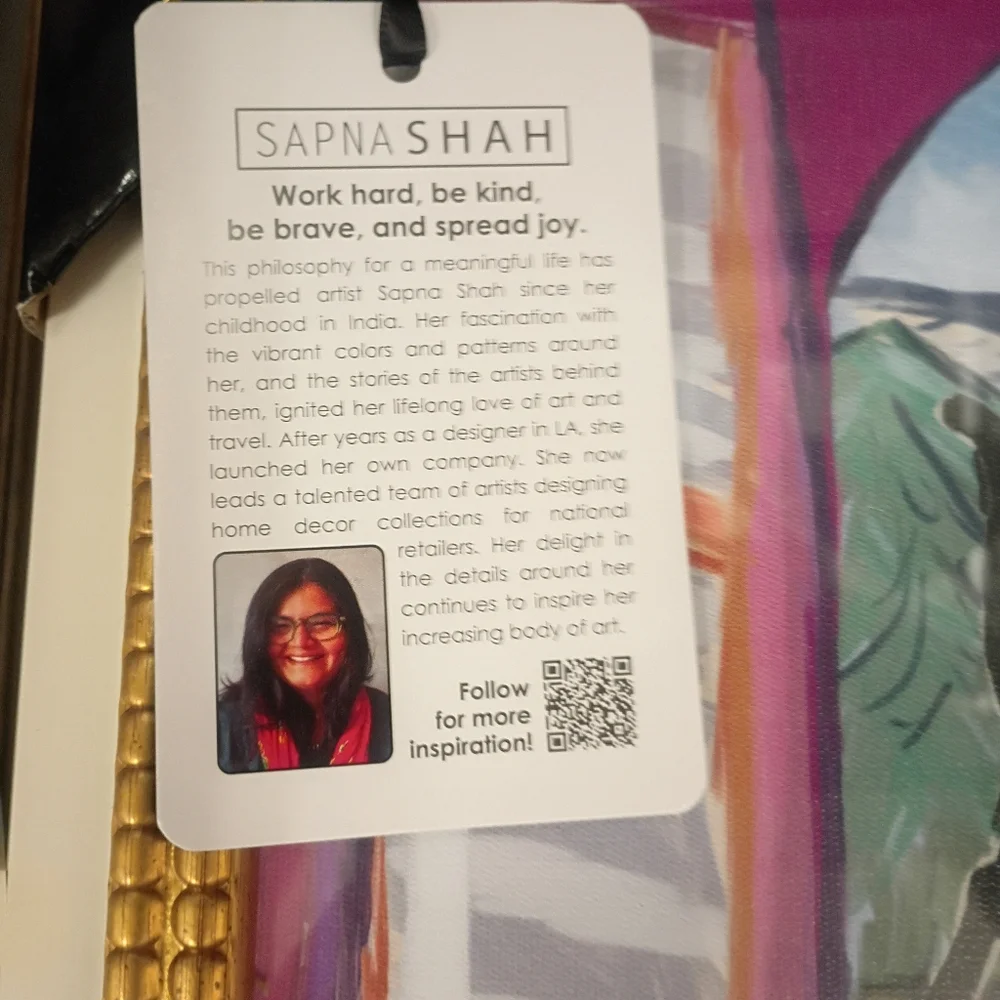 SAPNA SHAH
Work hard, be kind,
be brave, and spread joy.
This philosophy for a meaningful life has
propelled artist Sapna Shah since her
childhood in India. Her fascination with
the vibrant colors and patterns around
her, and the stories of the artists behind
them, ignited her lifelong love of art and
travel. After years as a designer in LA, she
launched her own company. She now
leads a talented team of artists designing
home decor collections for national
retailers. Her delight in
the details around her
continues to inspire her
increasing body of art.
Follow
for more
inspiration!